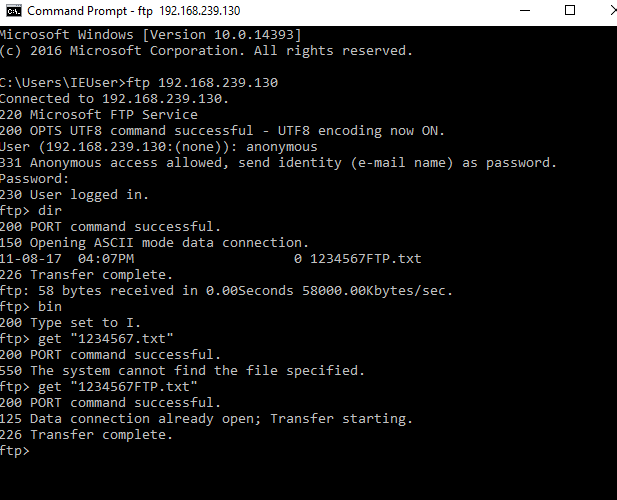 Command Prompt - ftp 192.168.239.130
Microsoft Windows [Version 10.0.14393]
(c) 2016 Microsoft Corporation. All rights reserved.
C:\Users\IEUser>ftp 192.168.239.130
Connected to 192.168.239.130.
220 Microsoft FTP Service
200 OPTS UTF8 command successful - UTF8 encoding now ON.
User (192.168.239.130:(none)): anonymous
331 Anonymous access allowed, send identity (e-mail name) as password.
Password:
230 User logged in.
ftp> dir
200 PORT command successful.
150 Opening ASCII mode data connection.
11-08-17  04:07PM                    0 1234567FTP.txt
226 Transfer complete.
ftp: 58 bytes received in 0.00Seconds 58000.00Kbytes/sec.
ftp> bin
200 Type set to I.
ftp> get "1234567.txt"
200 PORT command successful.
550 The system cannot find the file specified.
ftp> get "1234567FTP.txt"
200 PORT command successful.
125 Data connection already open; Transfer starting.
226 Transfer complete.
ftp>